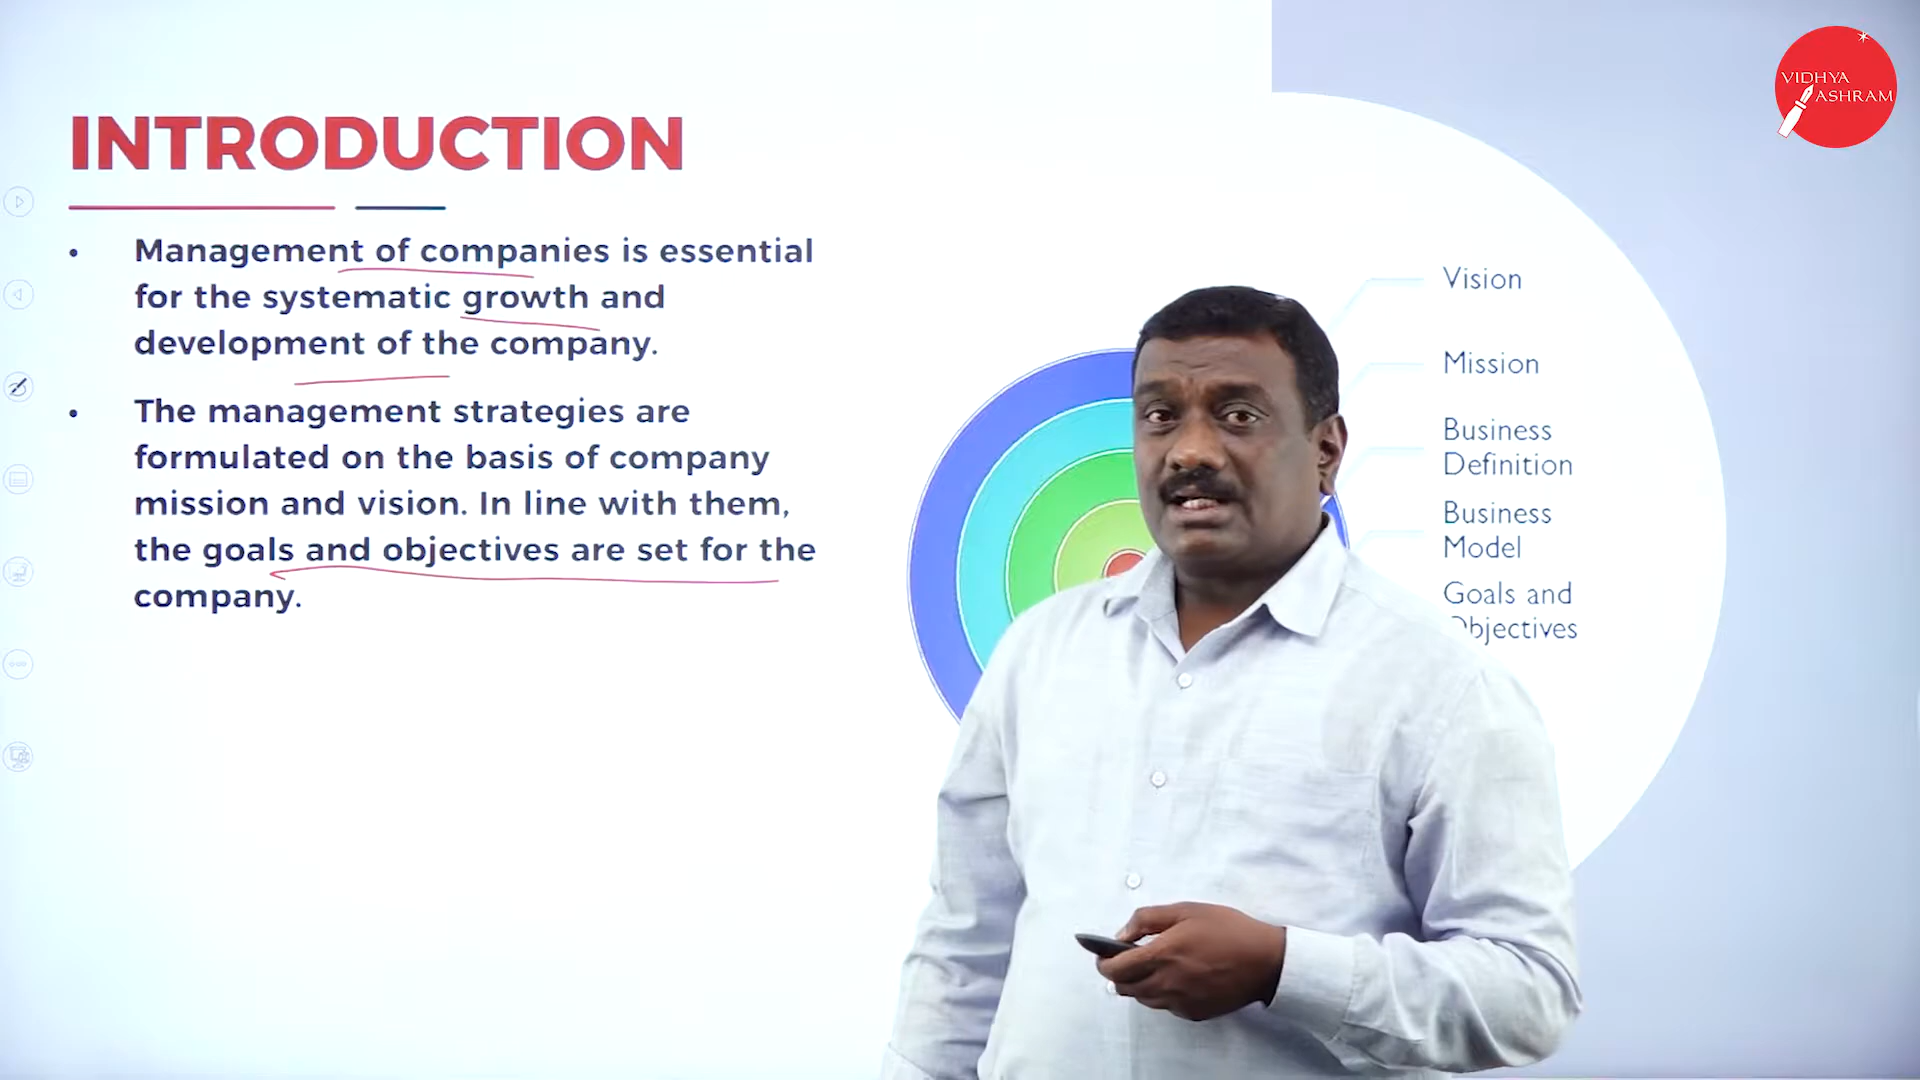 VIDHYA
ASHRAM
INTRODUCTION
• Management of companies is essential
for the systematic growth and
development of the company.
• The management strategies are
formulated on the basis of company
mission and vision. In line with them,
the goals and objectives are set for the
company.
Vision
Mission
Business
Definition
Business
Model
Goals and
Objectives